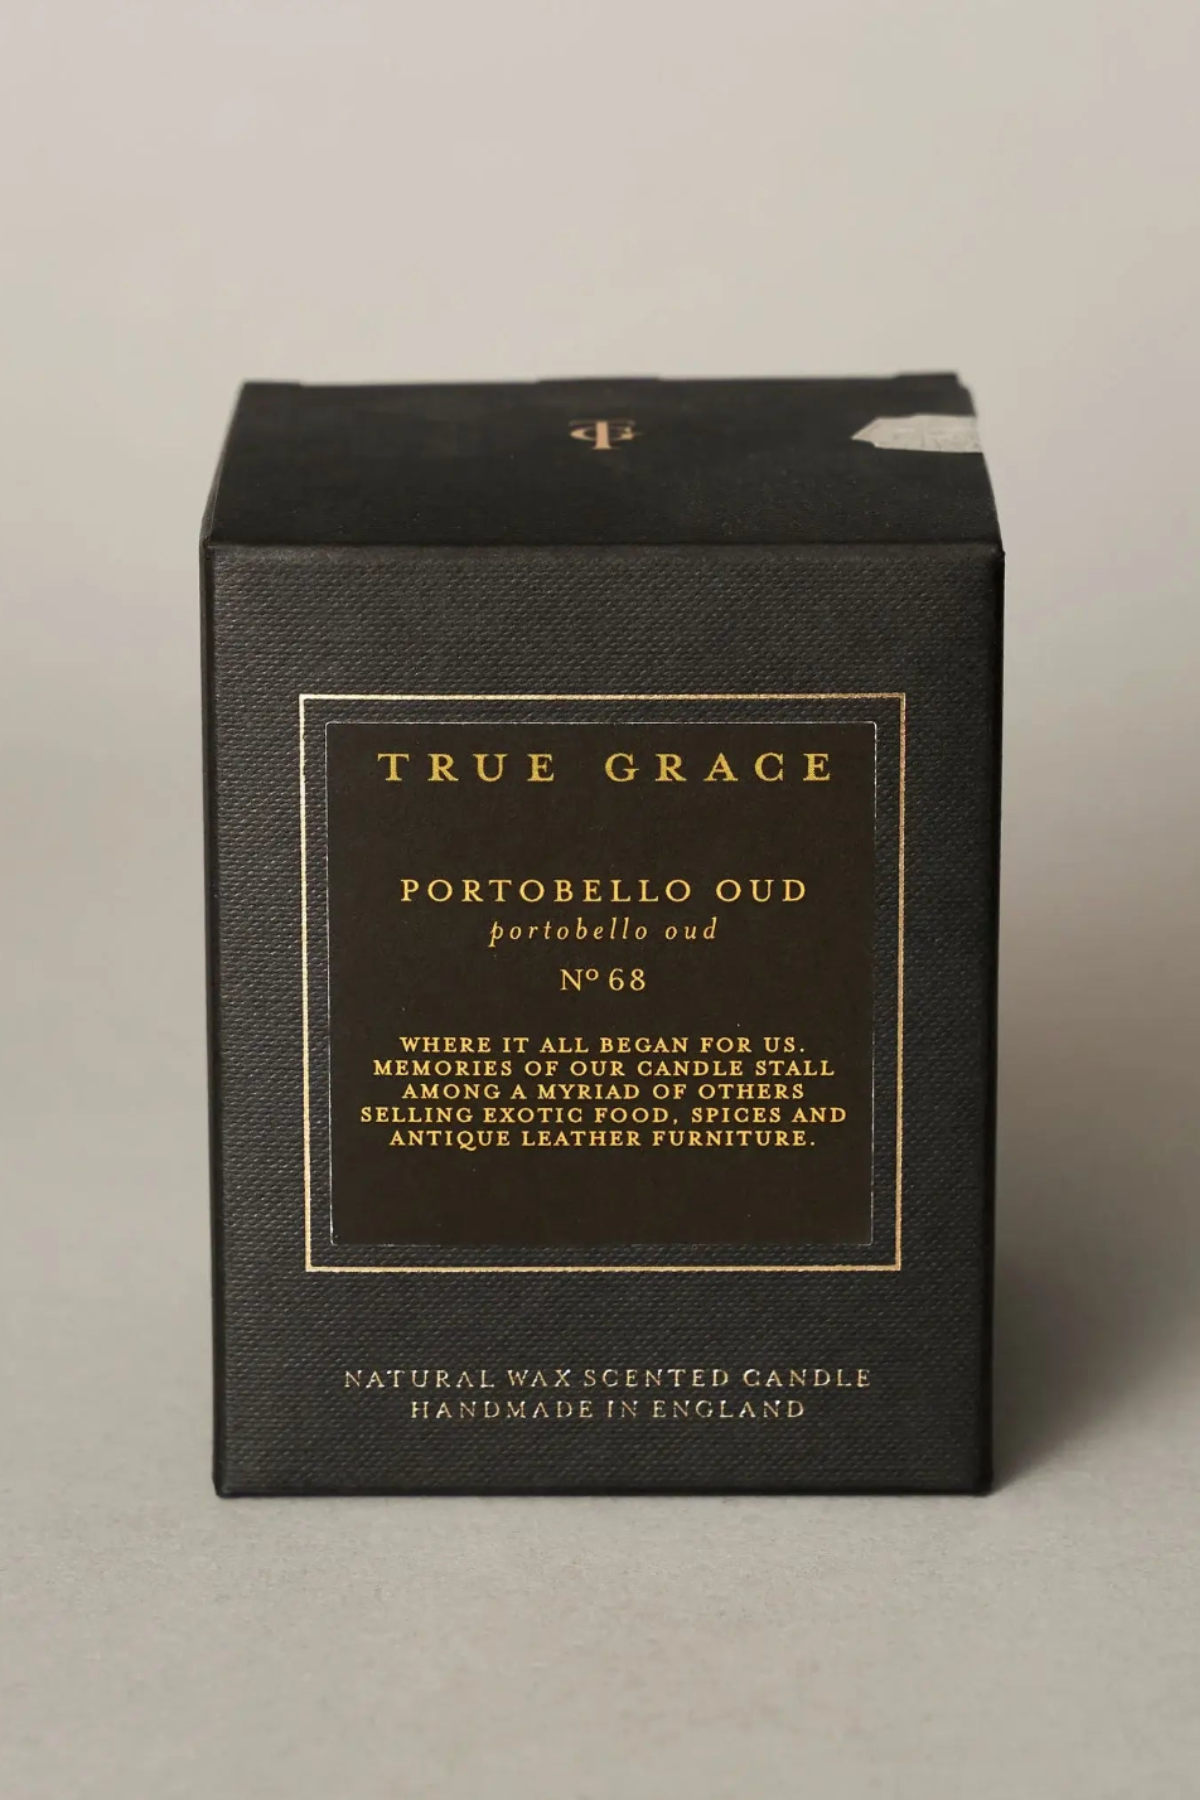 TG
TRUE GRACE
PORTOBELLO OUD
portobello oud
Nº 68
WHERE IT ALL BEGAN FOR US.
MEMORIES OF OUR CANDLE STALL
AMONG A MYRIAD OF OTHERS
SELLING EXOTIC FOOD, SPICES AND
ANTIQUE LEATHER FURNITURE.
NATURAL WAX SCENTED CANDLE
HANDMADE IN ENGLAND